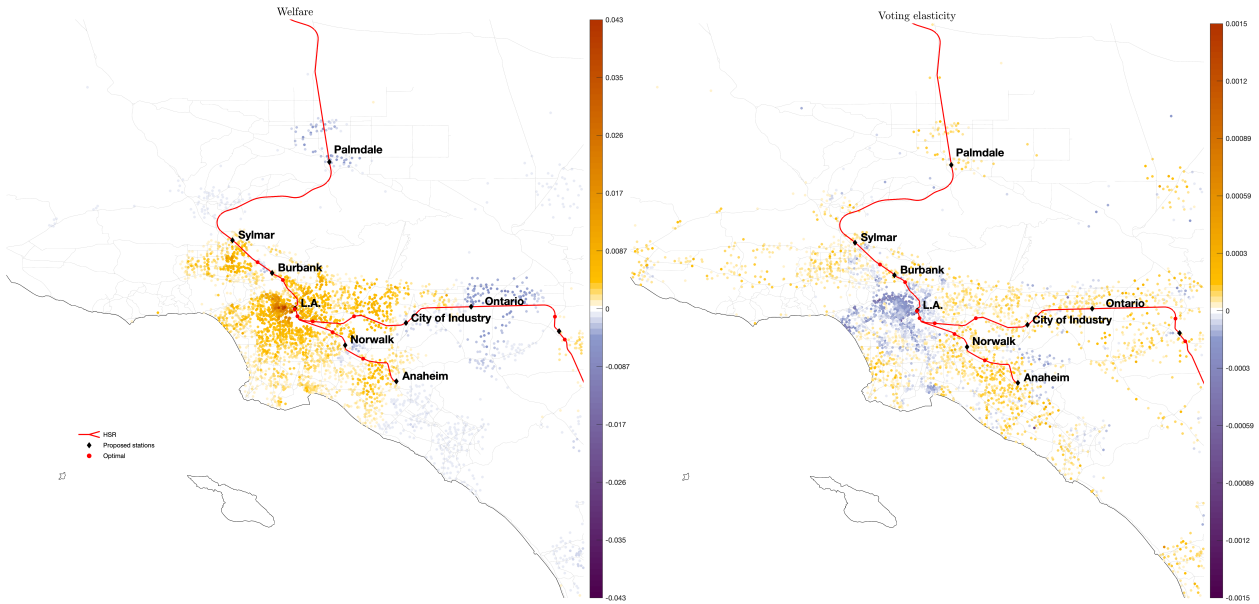 Welfare
Palmdale
Sylmar
Burbank
L.A.
Ontario
City of Industry
Norwalk
Anaheim
HSR
Proposed stations
Optimal
0.043
0.035
0.026
0.017
0.0087
0
-0.0087
-0.017
-0.026
-0.035
-0.043
Voting elasticity
Palmdale
Sylmar
Burbank
L.A.
Ontario
City of Industry
Norwalk
Anaheim
0.0015
0.0012
0.00089
0.00059
0.0003
0
-0.0003
-0.00059
-0.00089
-0.0012
-0.0015